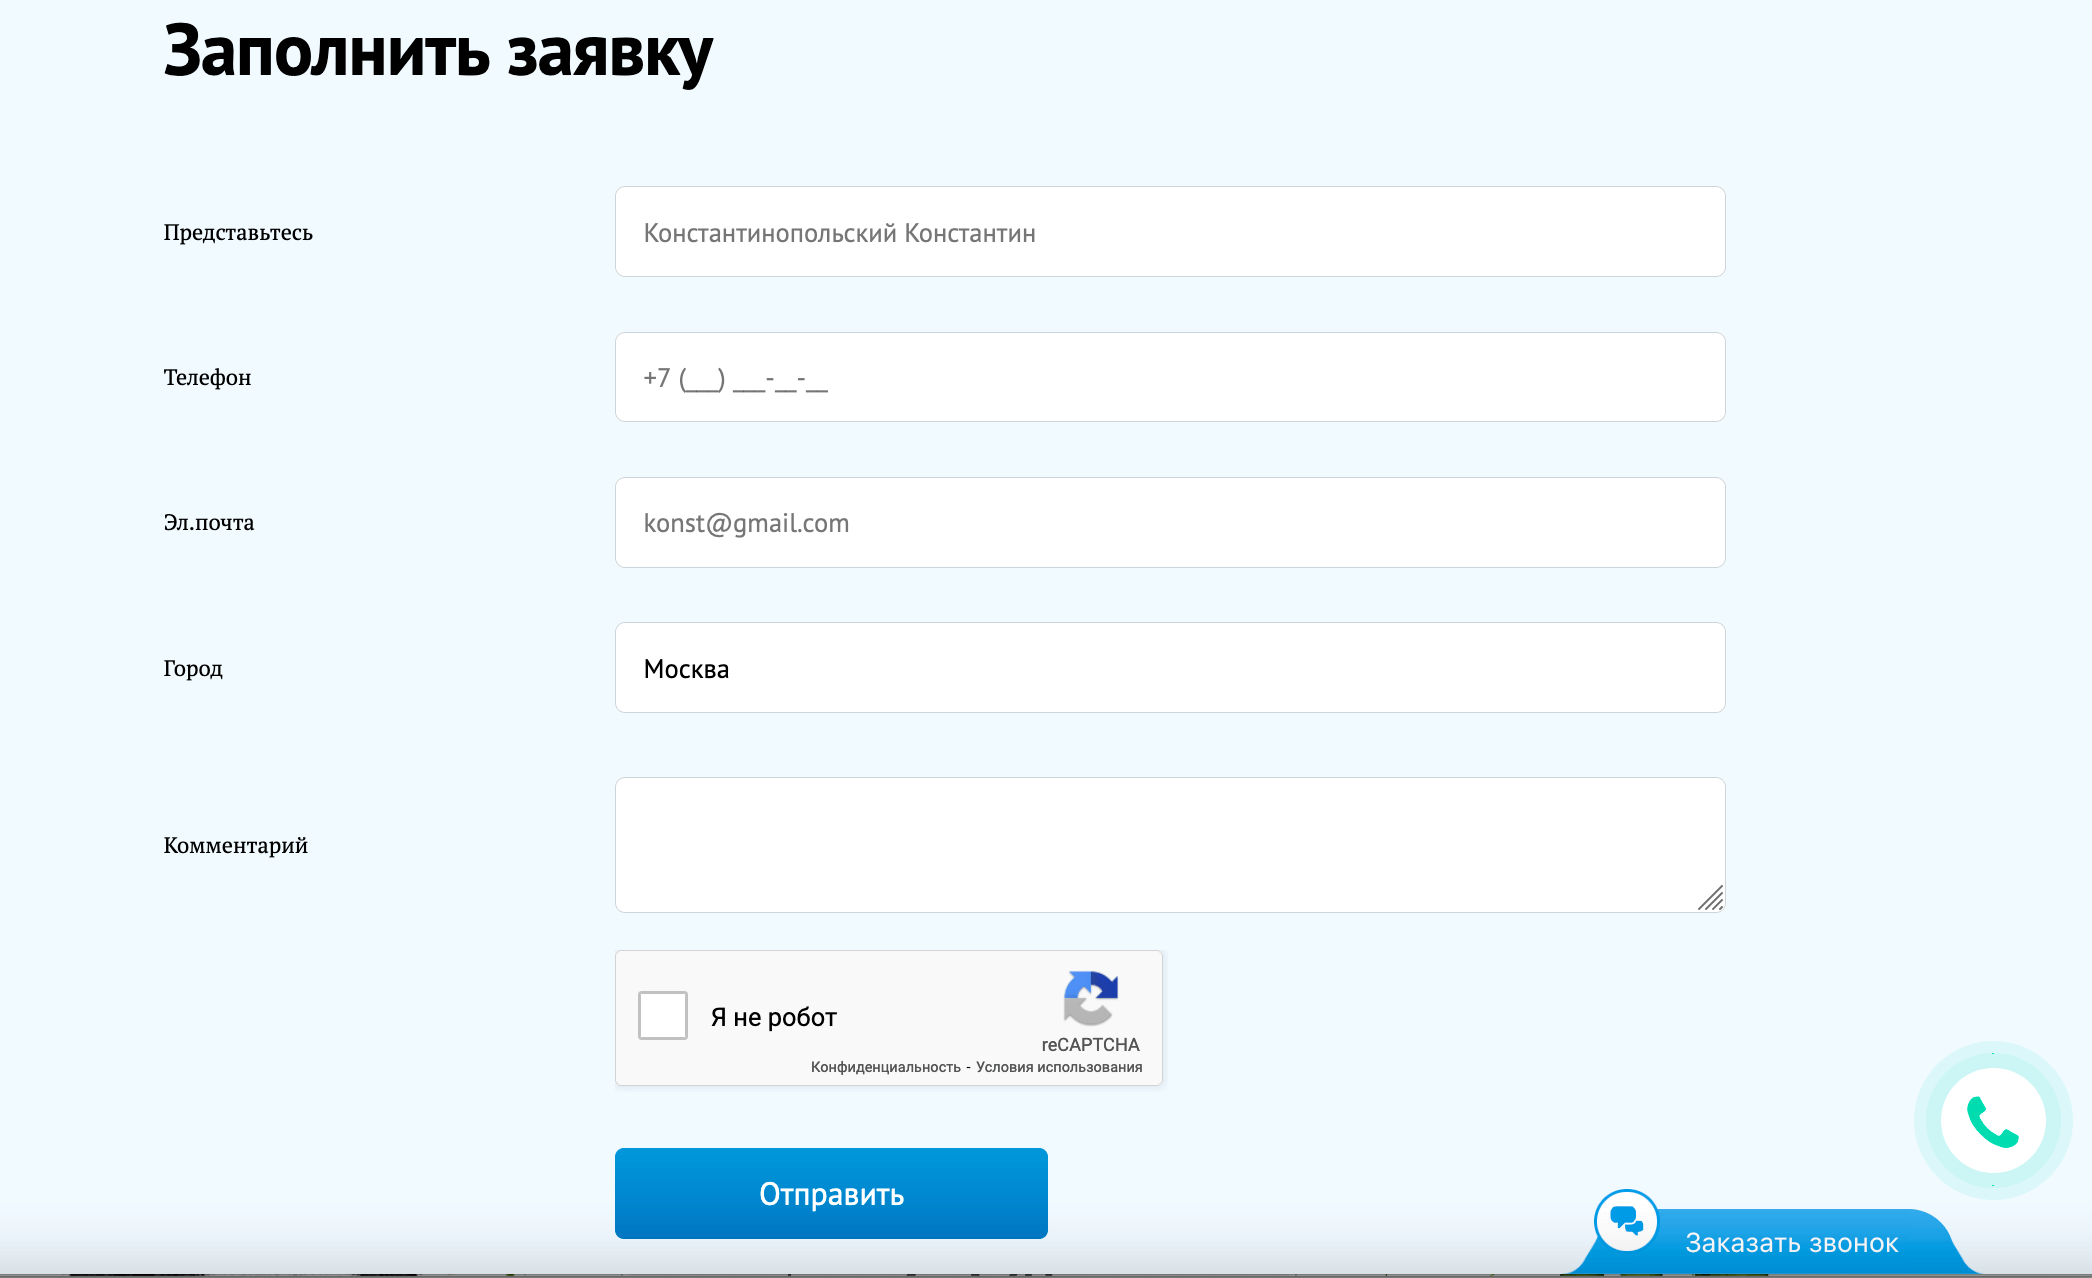 Заполнить заявку
Представьтесь
Константинопольский Константин
Телефон
+7 (___) ___-__-__
Эл.почта
konst@gmail.com
Город
Москва
Комментарий
Я не робот
reCAPTCHA
Конфиденциальность - Условия использования
Отправить
Заказать звонок